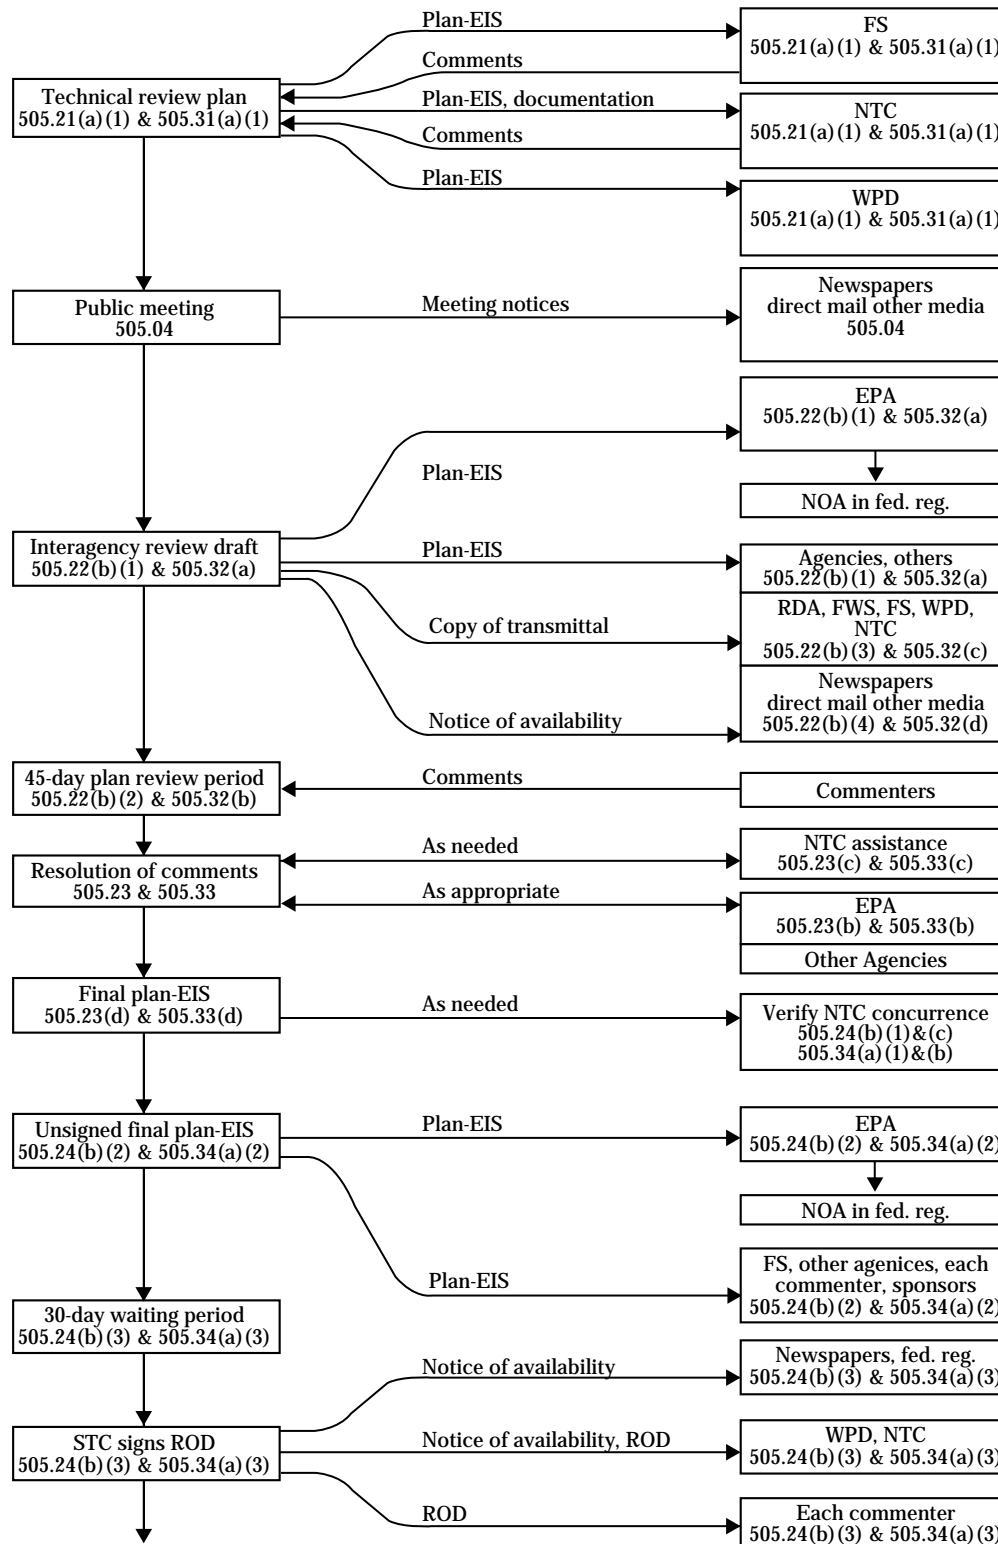 Plan-EIS
FS
505.21(a)(1) & 505.31(a)(1)
Comments
Technical review plan
505.21(a)(1) & 505.31(a)(1)
Plan-EIS, documentation
NTC
505.21(a)(1) & 505.31(a)(1)
Comments
Plan-EIS
WPD
505.21(a)(1) & 505.31(a)(1)
Public meeting
505.04
Meeting notices
Newspapers
direct mail other media
505.04
EPA
505.22(b)(1) & 505.32(a)
Plan-EIS
NOA in fed. reg.
Interagency review draft
505.22(b)(1) & 505.32(a)
Plan-EIS
Agencies, others
505.22(b)(1) & 505.32(a)
Copy of transmittal
RDA, FWS, FS, WPD,
NTC
505.22(b)(3) & 505.32(c)
Notice of availability
Newspapers
direct mail other media
505.22(b)(4) & 505.32(d)
45-day plan review period
505.22(b)(2) & 505.32(b)
Comments
Commenters
Resolution of comments
505.23 & 505.33
As needed
NTC assistance
505.23(c) & 505.33(c)
As appropriate
EPA
505.23(b) & 505.33(b)
Other Agencies
Final plan-EIS
505.23(d) & 505.33(d)
As needed
Verify NTC concurrence
505.24(b)(1)&(c)
505.34(a)(1)&(b)
Unsigned final plan-EIS
505.24(b)(2) & 505.34(a)(2)
Plan-EIS
EPA
505.24(b)(2) & 505.34(a)(2)
NOA in fed. reg.
Plan-EIS
FS, other agenices, each
commenter, sponsors
505.24(b)(2) & 505.34(a)(2)
30-day waiting period
505.24(b)(3) & 505.34(a)(3)
Notice of availability
Newspapers, fed. reg.
505.24(b)(3) & 505.34(a)(3)
STC signs ROD
505.24(b)(3) & 505.34(a)(3)
Notice of availability, ROD
WPD, NTC
505.24(b)(3) & 505.34(a)(3)
ROD
Each commenter
505.24(b)(3) & 505.34(a)(3)